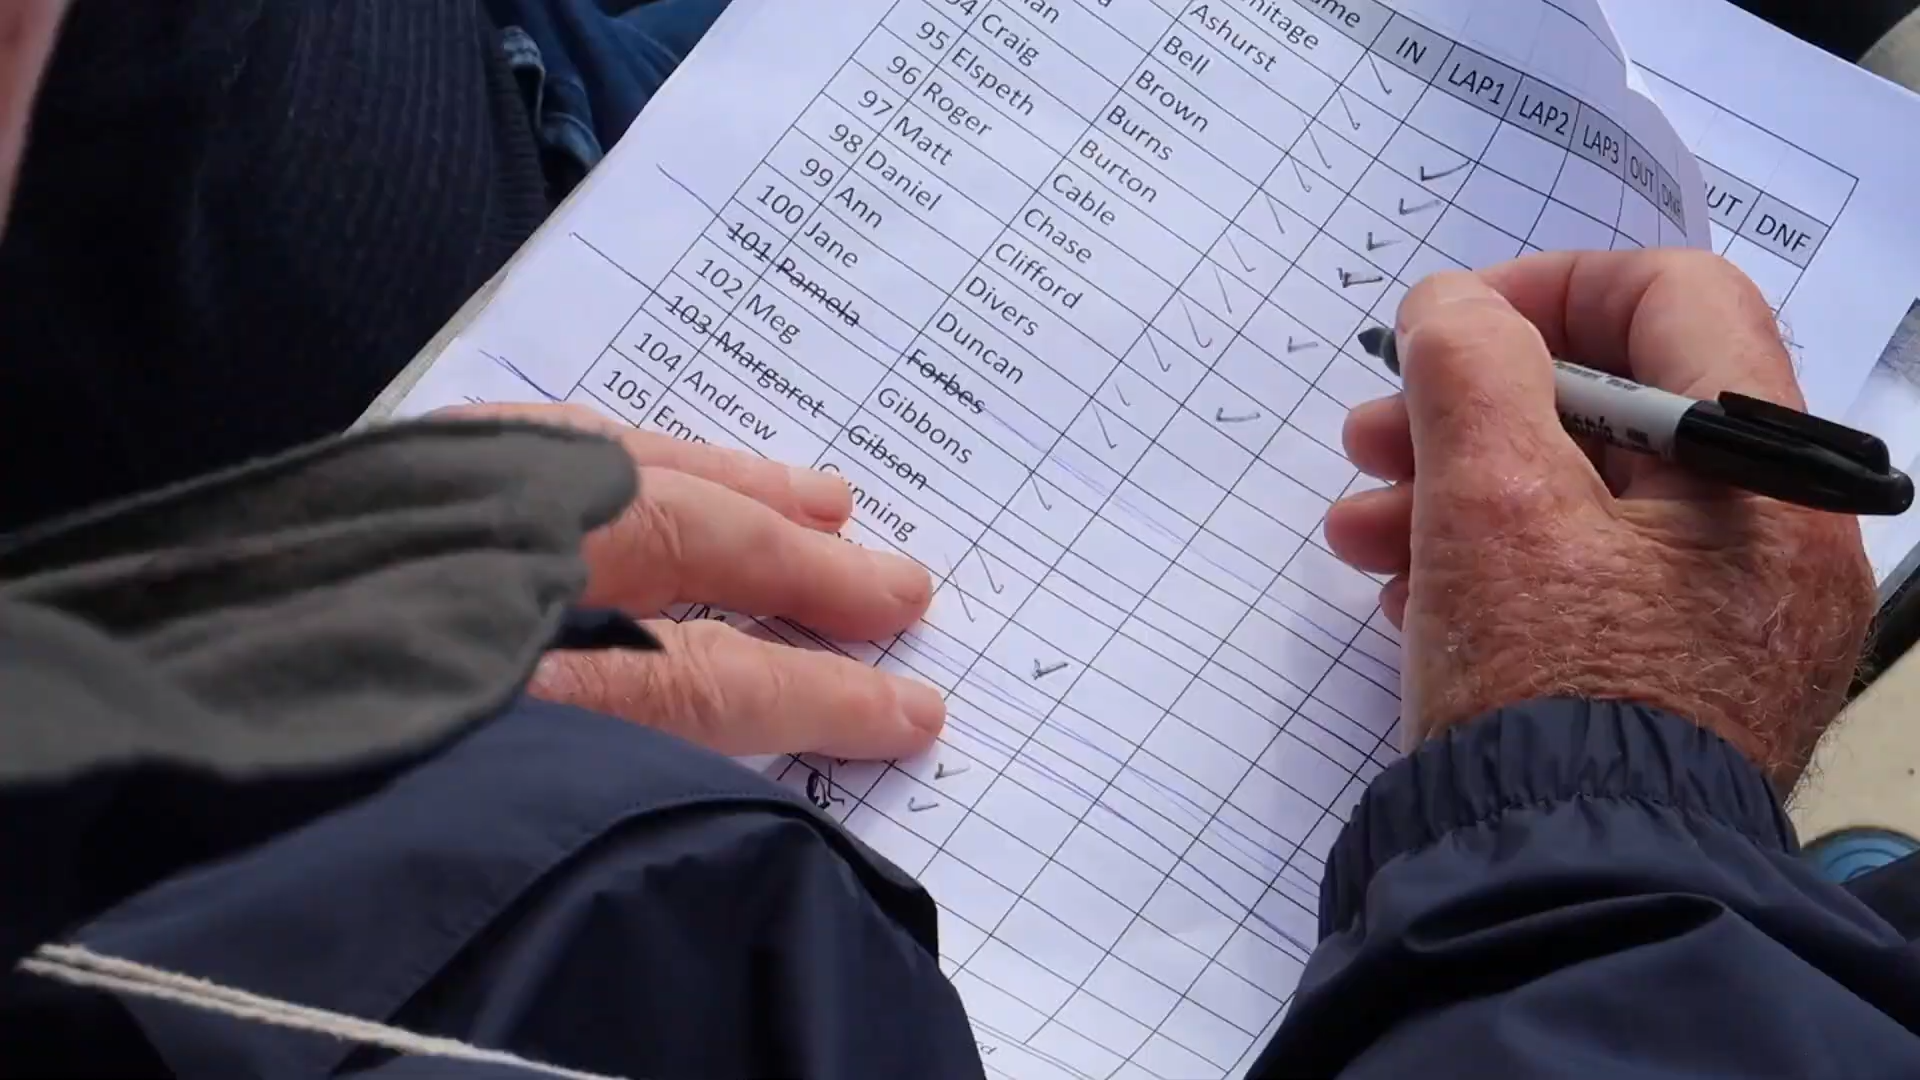 IN LAP1 LAP2 LAP3 OUT DNF
DNF
Ashurst
Bell
Brown
Craig Burns
95 Elspeth Burton
96 Roger Cable
97 Matt Chase
98 Daniel Clifford
99 Ann Divers
100 Jane Duncan
101 Pamela Forbes
102 Meg Gibbons
103 Margaret Gibson
104 Andrew
105